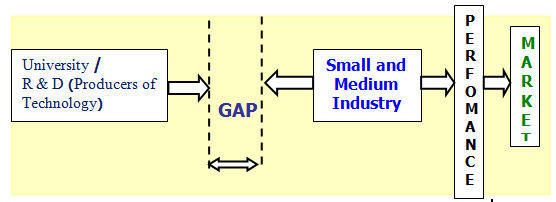 University /
R & D (Producers of
Technology)
GAP
Small and
Medium
Industry
P
E
R
F
O
M
A
N
C
E
M
A
R
K
E
T